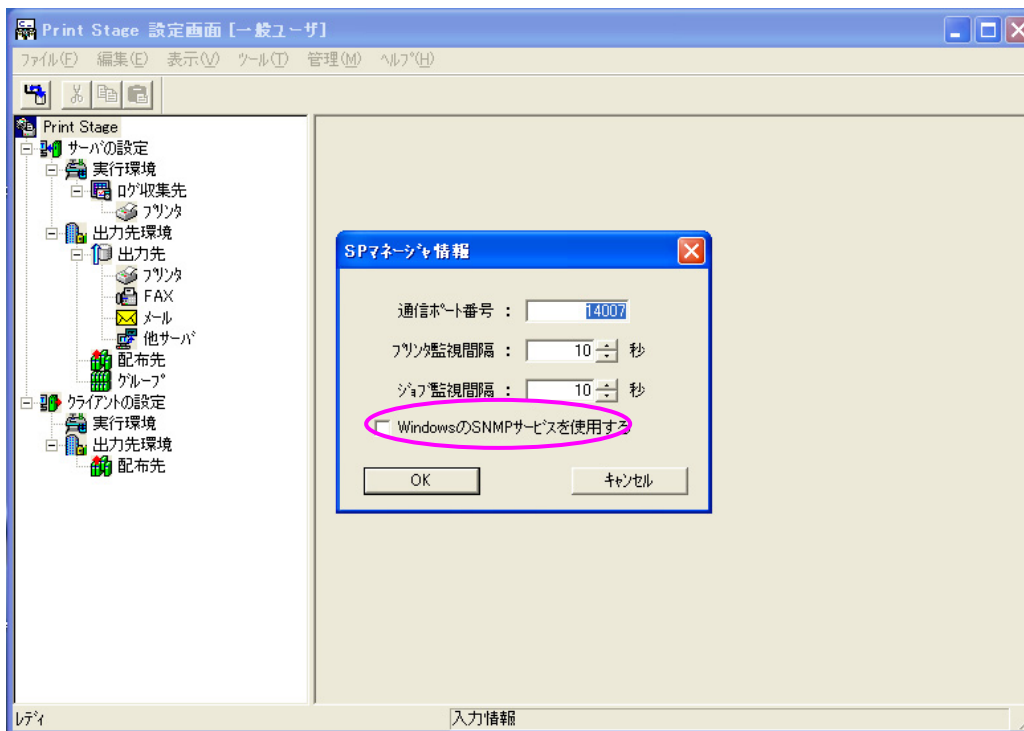 Print Stage 設定画面 [一般ユーザ]
ファイル(F) 編集(E) 表示(V) ツール(T) 管理(M) ヘルプ(H)
Print Stage
サーバの設定
実行環境
ログ収集先
プリンタ
出力先環境
出力先
プリンタ
FAX
メール
他サーバ
配布先
グループ
クライアントの設定
実行環境
出力先環境
配布先
SPマネージャ情報
通信ポート番号 : 14007
プリンタ監視間隔 : 10 秒
ジョブ監視間隔 : 10 秒
WindowsのSNMPサービスを使用する
OK キャンセル
レディ 入力情報